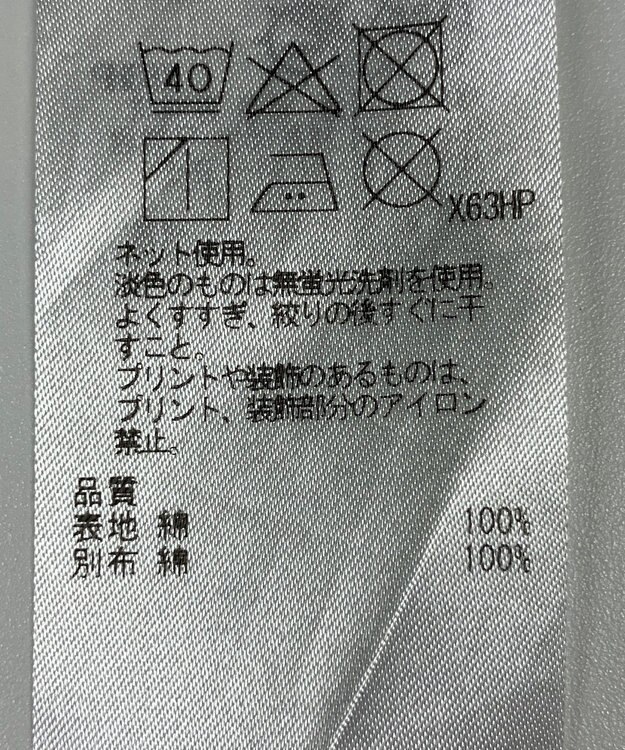 40
X63HP
ネット使用。
淡色のものは無蛍光洗剤を使用。
よくすすぎ、絞りの後すぐに干
すこと。
プリントや装飾のあるものは、
プリント、装飾部分のアイロン
禁止。
品質
表地 綿 100%
別布 綿 100%